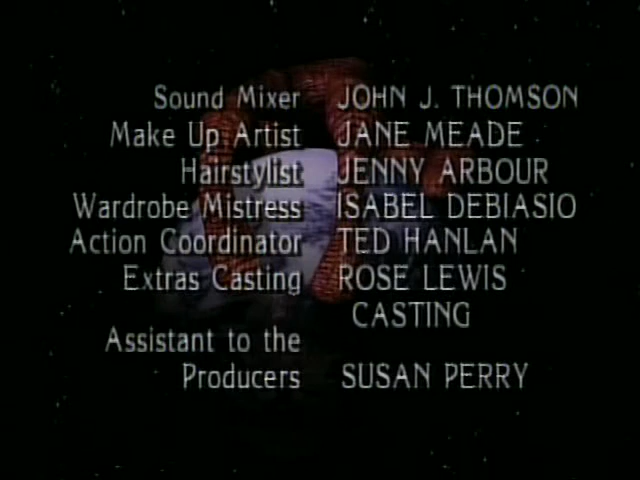 Sound Mixer JOHN J. THOMSON
Make Up Artist JANE MEADE
Hairstylist JENNY ARBOUR
Wardrobe Mistress ISABEL DEBIASIO
Action Coordinator TED HANLAN
Extras Casting ROSE LEWIS
CASTING
Assistant to the
Producers SUSAN PERRY